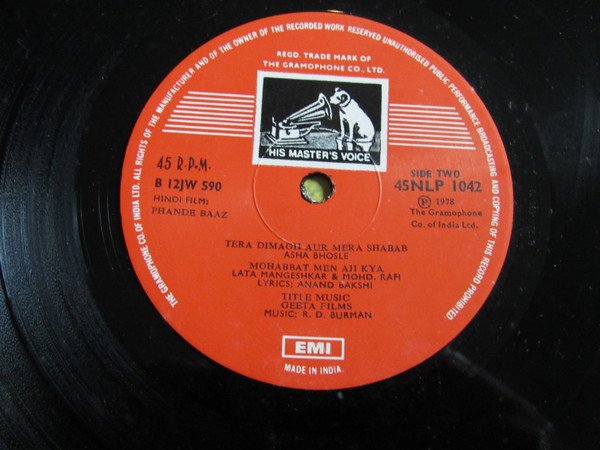 THE GRAMOPHONE CO. OF INDIA LTD. ALL RIGHTS OF THE MANUFACTURER AND OF THE OWNER OF THE RECORDED WORK RESERVED UNAUTHORISED PUBLIC PERFORMANCE BROADCASTING AND COPYING OF THIS RECORD PROHIBITED
REGD. TRADE MARK OF
THE GRAMOPHONE CO., LTD.
HIS MASTER'S VOICE
45 R·P·M·
B 12JW 590
HINDI FILM:
PHANDE BAAZ
SIDE TWO
45NLP 1042
Ⓟ 1978
The Gramophone
Co. of India Ltd.
TERA DIMAGH AUR MERA SHABAB
ASHA BHOSLE
MOHABBAT MEN AJI KYA
LATA MANGESHKAR & MOHD. RAFI
LYRICS: ANAND BAKSHI
TITLE MUSIC
GEETA FILMS
MUSIC: R. D. BURMAN
EMI
MADE IN INDIA.